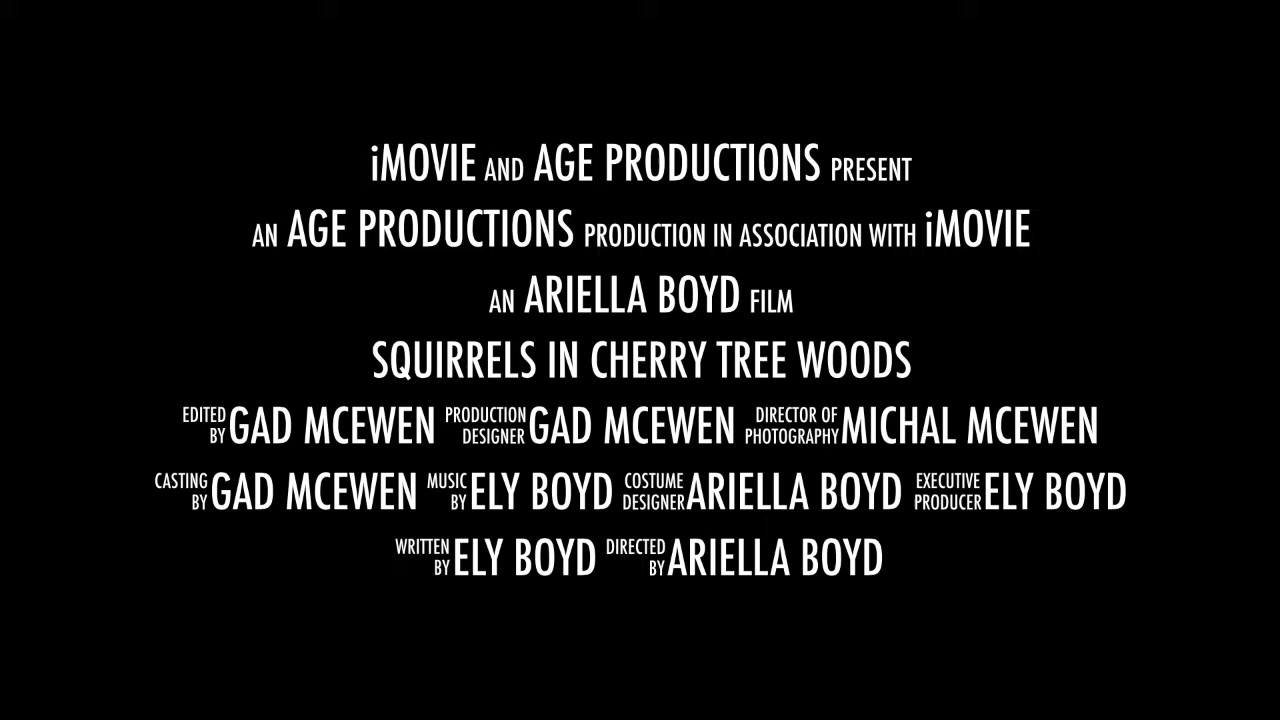 iMOVIE AND AGE PRODUCTIONS PRESENT
AN AGE PRODUCTIONS PRODUCTION IN ASSOCIATION WITH iMOVIE
AN ARIELLA BOYD FILM
SQUIRRELS IN CHERRY TREE WOODS
EDITED BY GAD MCEWEN PRODUCTION DESIGNER GAD MCEWEN DIRECTOR OF PHOTOGRAPHY MICHAL MCEWEN
CASTING BY GAD MCEWEN MUSIC BY ELY BOYD COSTUME DESIGNER ARIELLA BOYD EXECUTIVE PRODUCER ELY BOYD
WRITTEN BY ELY BOYD DIRECTED BY ARIELLA BOYD